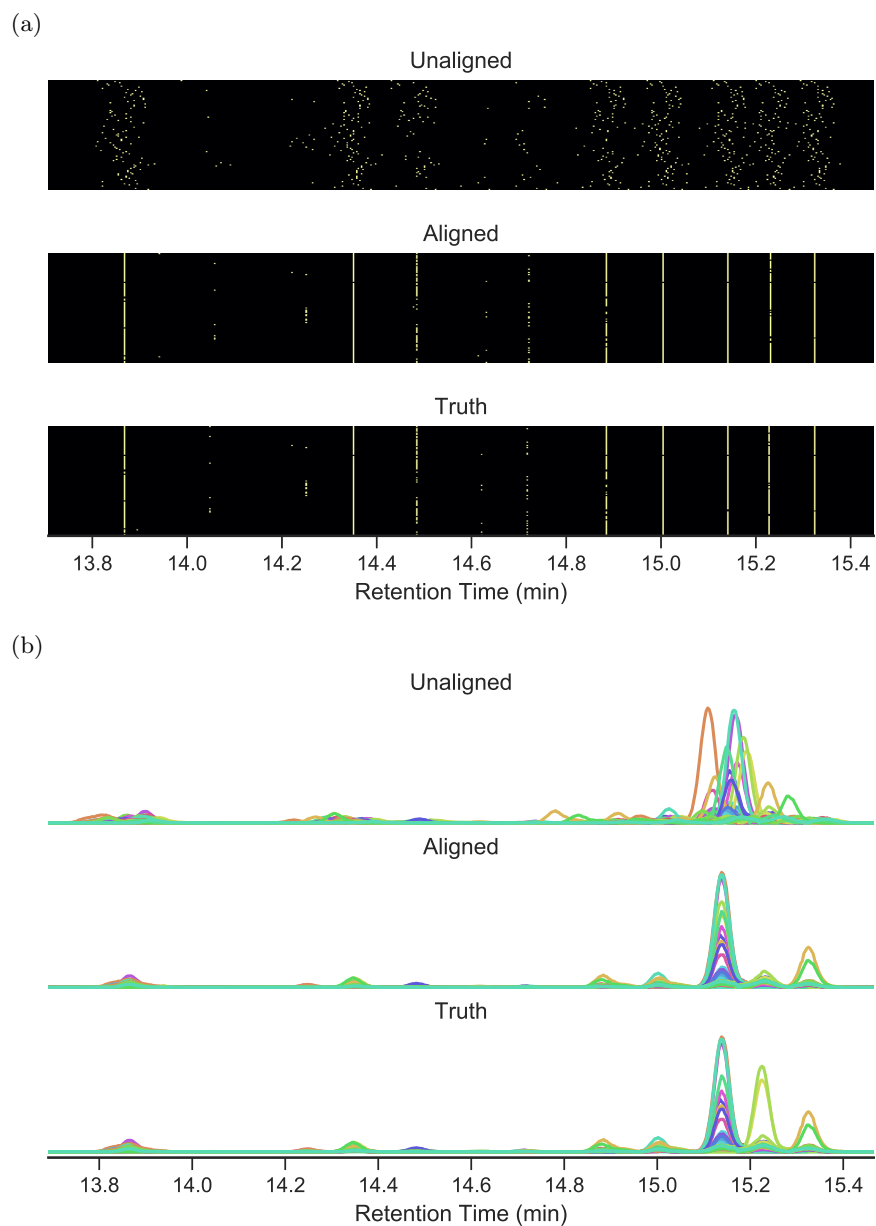 (a)
Unaligned
Aligned
Truth
13.8 14.0 14.2 14.4 14.6 14.8 15.0 15.2 15.4
Retention Time (min)
(b)
Unaligned
Aligned
Truth
13.8 14.0 14.2 14.4 14.6 14.8 15.0 15.2 15.4
Retention Time (min)